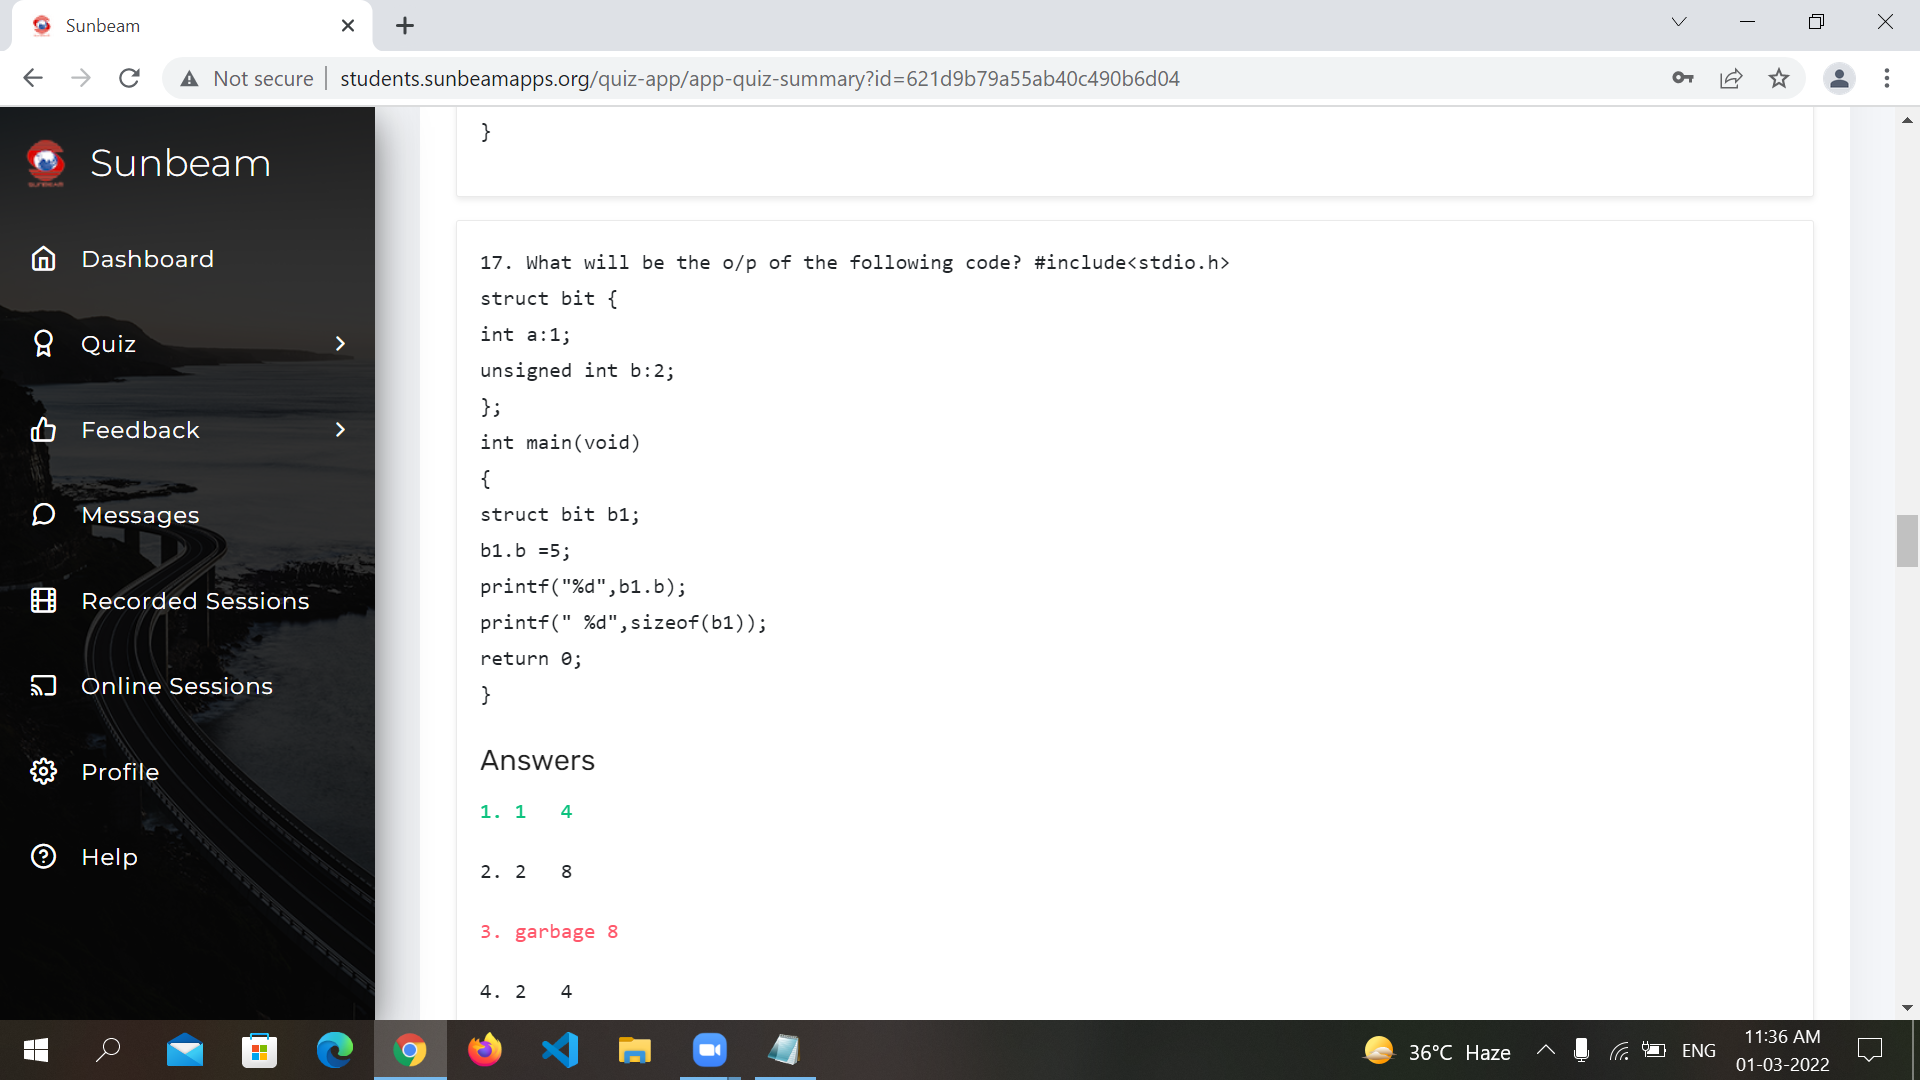 Sunbeam
Not secure
students.sunbeamapps.org/quiz-app/app-quiz-summary?id=621d9b79a55ab40c490b6d04
SUNBEAM
Sunbeam
Dashboard
Quiz
Feedback
Messages
Recorded Sessions
Online Sessions
Profile
Help
}
17. What will be the o/p of the following code? #include<stdio.h>
struct bit {
int a:1;
unsigned int b:2;
};
int main(void)
{
struct bit b1;
b1.b =5;
printf("%d",b1.b);
printf(" %d",sizeof(b1));
return 0;
}
Answers
1. 1 4
2. 2 8
3. garbage 8
4. 2 4
36°C Haze
ENG
11:36 AM
01-03-2022